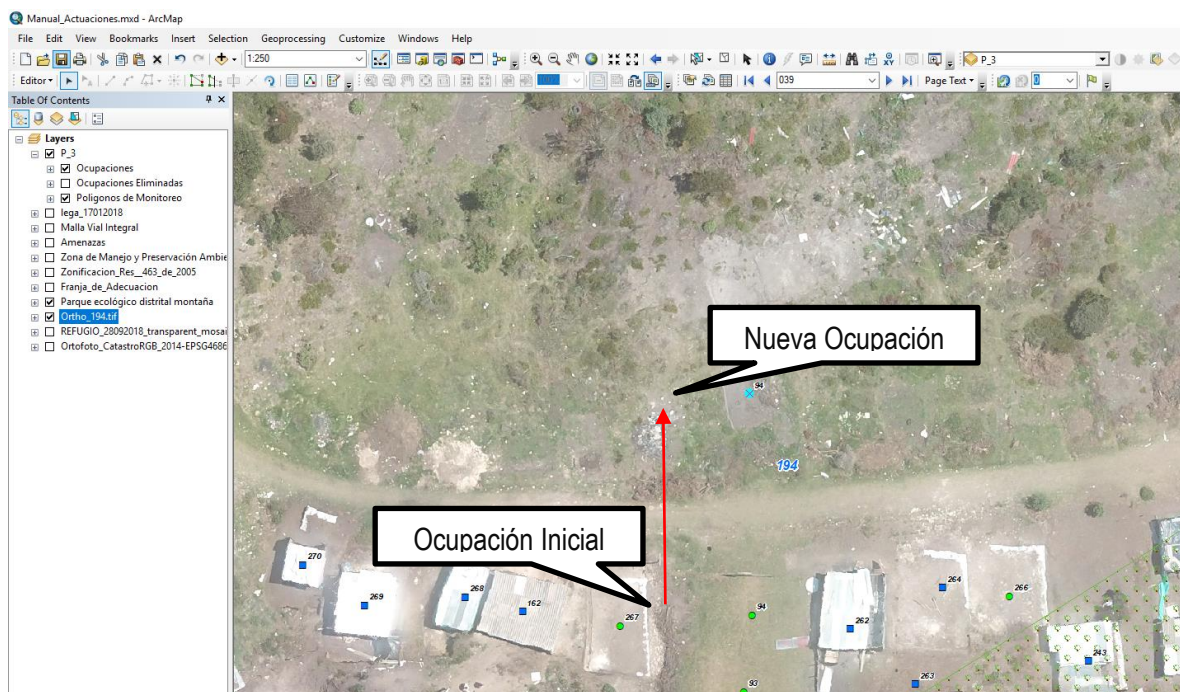 Manual_Actuaciones.mxd - ArcMap
File Edit View Bookmarks Insert Selection Geoprocessing Customize Windows Help
1:250
P_3
Editor
039
Page Text
0
Table Of Contents
Layers
P_3
Ocupaciones
Ocupaciones Eliminadas
Poligonos de Monitoreo
lega_17012018
Malla Vial Integral
Amenazas
Zona de Manejo y Preservación Ambie
Zonificacion_Res__463_de_2005
Franja_de_Adecuacion
Parque ecológico distrital montaña
Ortho_194.tif
REFUGIO_28092018_transparent_mosai
Ortofoto_CatastroRGB_2014-EPSG4686
Nueva Ocupación
94
194
Ocupación Inicial
270
269
268
162
267
94
262
264
266
243
263
93